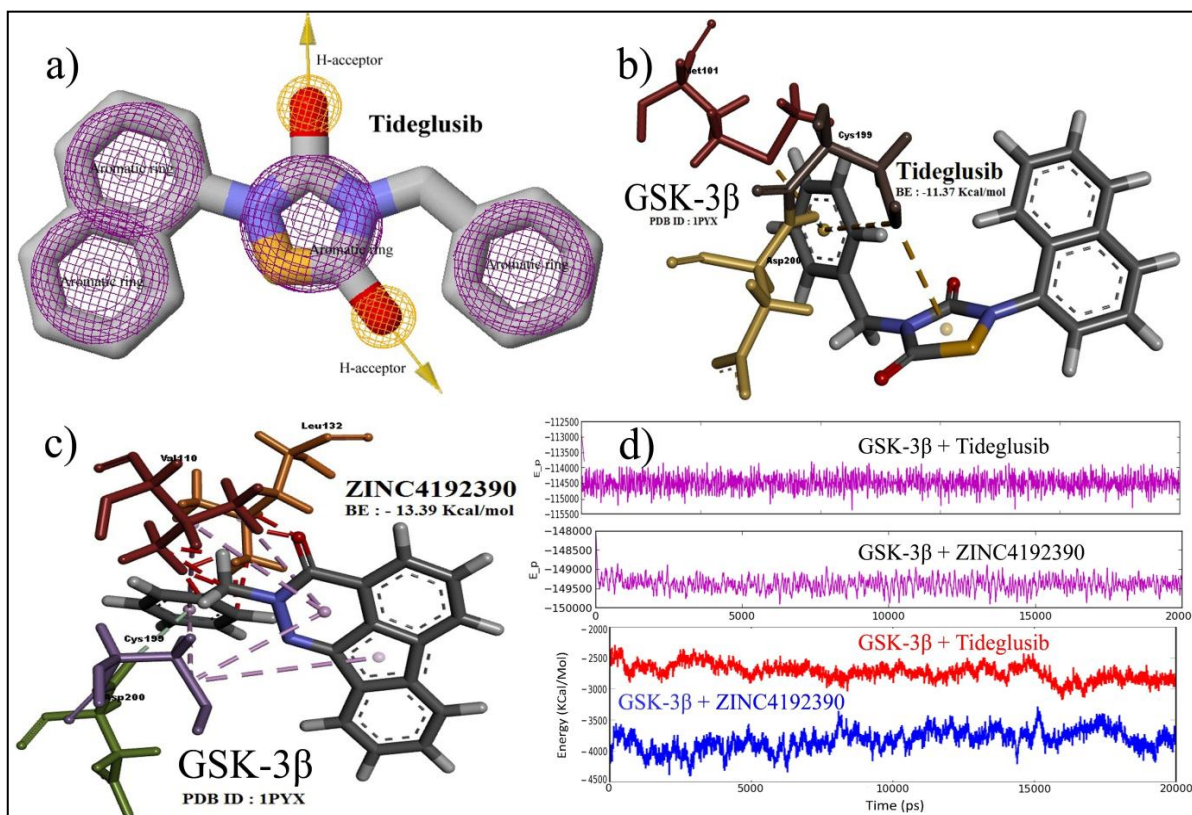 a)
H-acceptor
Tideglusib
Aromatic ring
Aromatic ring
Aromatic ring
Aromatic ring
H-acceptor
b)
Met101
Cys199
Tideglusib
BE : -11.37 Kcal/mol
GSK-3β
PDB ID : 1PYX
Asp200
c)
Leu132
Val110
ZINC4192390
BE : - 13.39 Kcal/mol
Cys199
Asp200
GSK-3β
PDB ID : 1PYX
d)
GSK-3β + Tideglusib
E_p
-112500
-113000
-113500
-114000
-114500
-115000
-115500
GSK-3β + ZINC4192390
E_p
-148000
-148500
-149000
-149500
-150000
5000
10000
15000
20000
GSK-3β + Tideglusib
GSK-3β + ZINC4192390
Energy (KCal/Mol)
-2000
-2500
-3000
-3500
-4000
-4500
0
5000
10000
15000
20000
Time (ps)